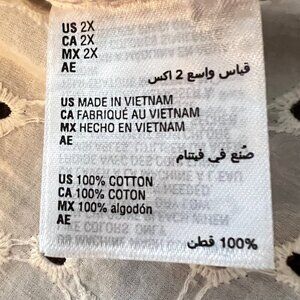 US 2X
CA 2X
MX 2X
AE
قياس واسع 2 اكس
US MADE IN VIETNAM
CA FABRIQUÉ AU VIETNAM
MX HECHO EN VIETNAM
AE
صُنع في فيتنام
US 100% COTTON
CA 100% COTON
MX 100% algodón
AE
100% قطن